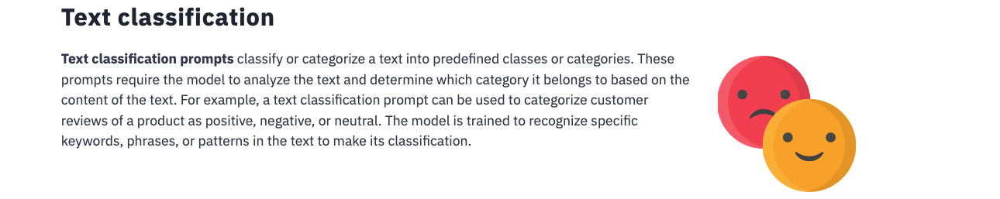 Text classification
Text classification prompts classify or categorize a text into predefined classes or categories. These
prompts require the model to analyze the text and determine which category it belongs to based on the
content of the text. For example, a text classification prompt can be used to categorize customer
reviews of a product as positive, negative, or neutral. The model is trained to recognize specific
keywords, phrases, or patterns in the text to make its classification.